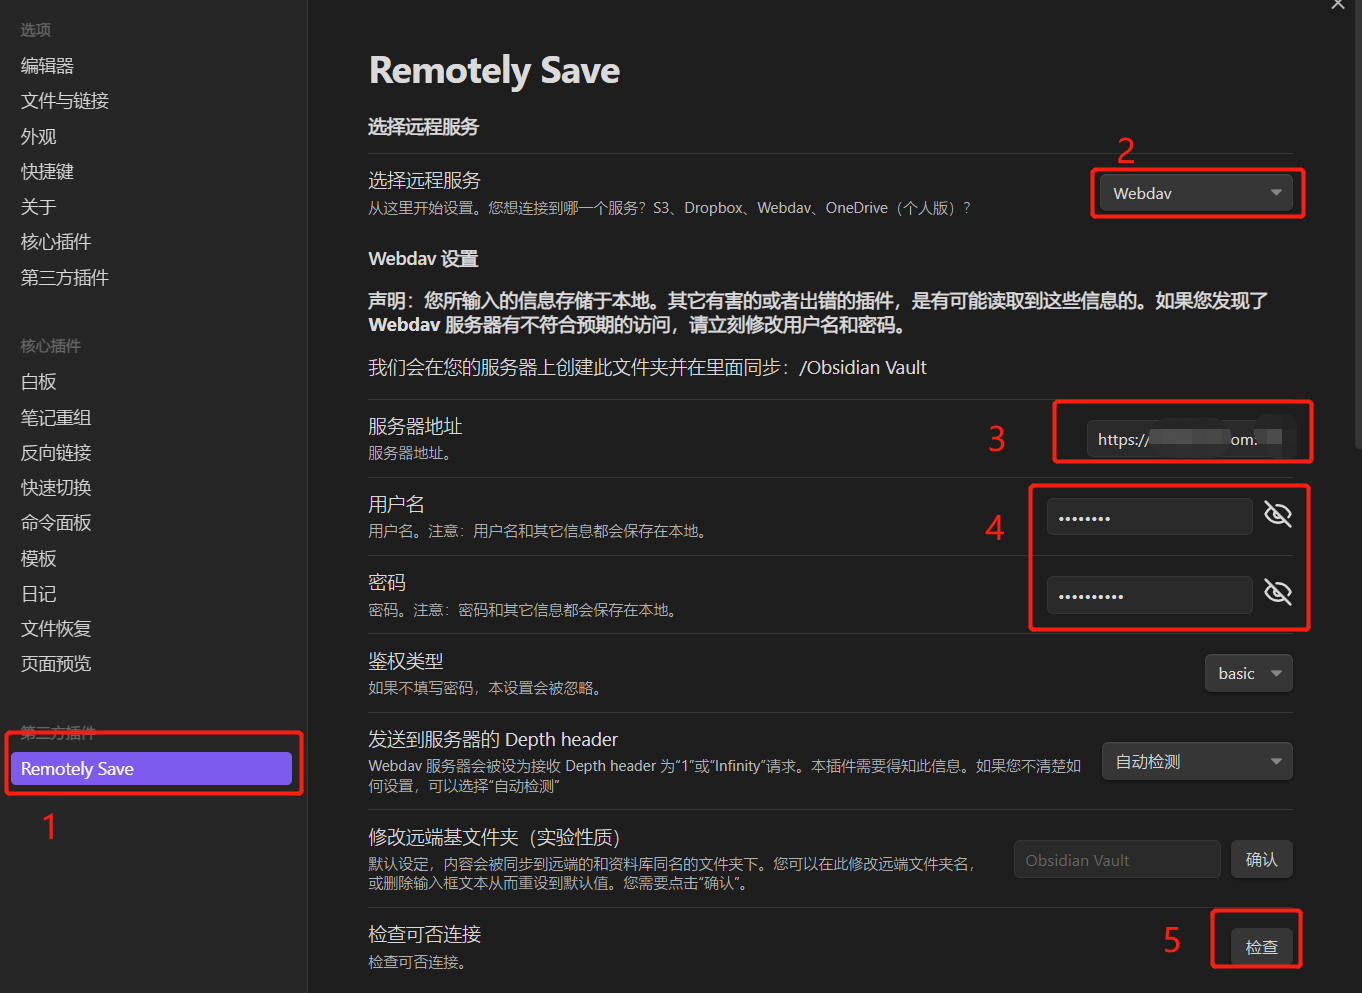 选项
编辑器
文件与链接
外观
快捷键
关于
核心插件
第三方插件
核心插件
白板
笔记重组
反向链接
快速切换
命令面板
模板
日记
文件恢复
页面预览
第三方插件
Remotely Save
1
Remotely Save
选择远程服务
2
选择远程服务
从这里开始设置。您想连接到哪一个服务？S3、Dropbox、Webdav、OneDrive（个人版）？
Webdav
Webdav 设置
声明：您所输入的信息存储于本地。其它有害的或者出错的插件，是有可能读取到这些信息的。如果您发现了
Webdav 服务器有不符合预期的访问，请立刻修改用户名和密码。
我们会在您的服务器上创建此文件夹并在里面同步：/Obsidian Vault
服务器地址
服务器地址。
3
https:// om.
用户名
用户名。注意：用户名和其它信息都会保存在本地。
4
••••••••
密码
密码。注意：密码和其它信息都会保存在本地。
••••••••••
鉴权类型
如果不填写密码，本设置会被忽略。
basic
发送到服务器的 Depth header
Webdav 服务器会被设为接收 Depth header 为“1”或“Infinity”请求。本插件需要得知此信息。如果您不清楚如
何设置，可以选择“自动检测”
自动检测
修改远端基文件夹（实验性质）
默认设定，内容会被同步到远端的和资料库同名的文件夹下。您可以在此修改远端文件夹名，
或删除输入框文本从而重设到默认值。您需要点击“确认”。
Obsidian Vault
确认
检查可否连接
检查可否连接。
5
检查